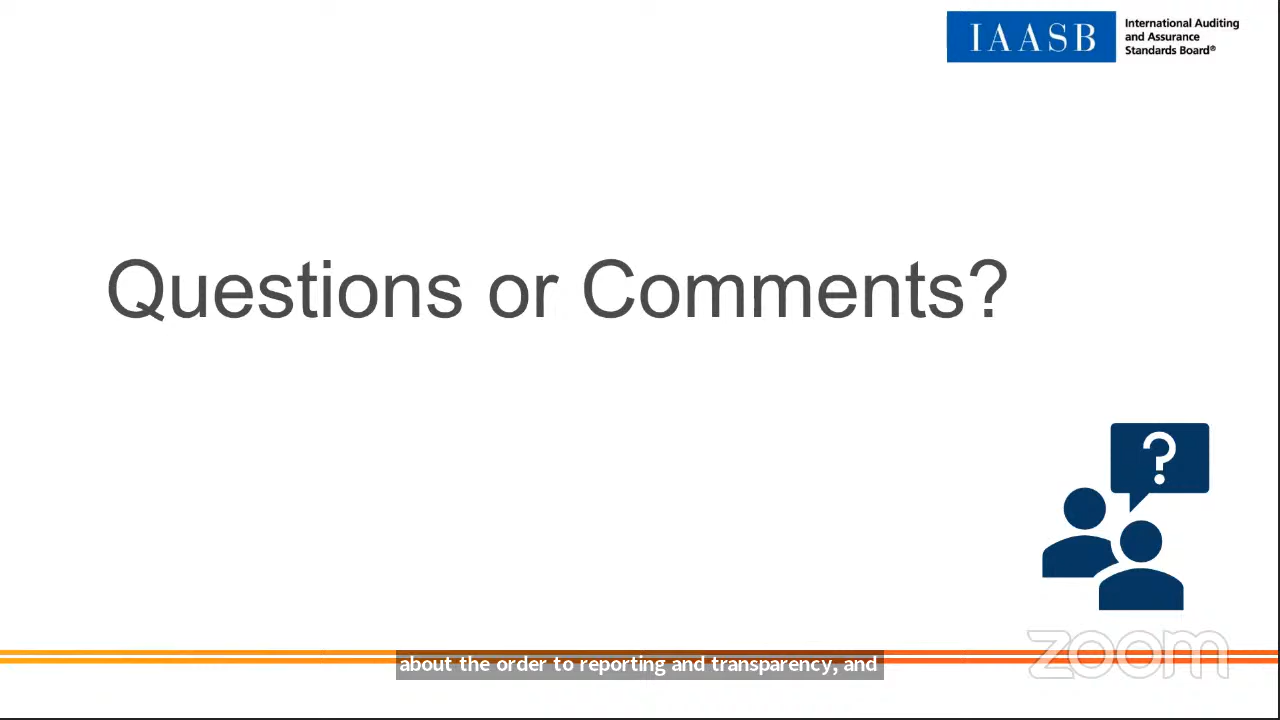 IAASB
International Auditing
and Assurance
Standards Board®
Questions or Comments?
?
about the order to reporting and transparency, and
zoom